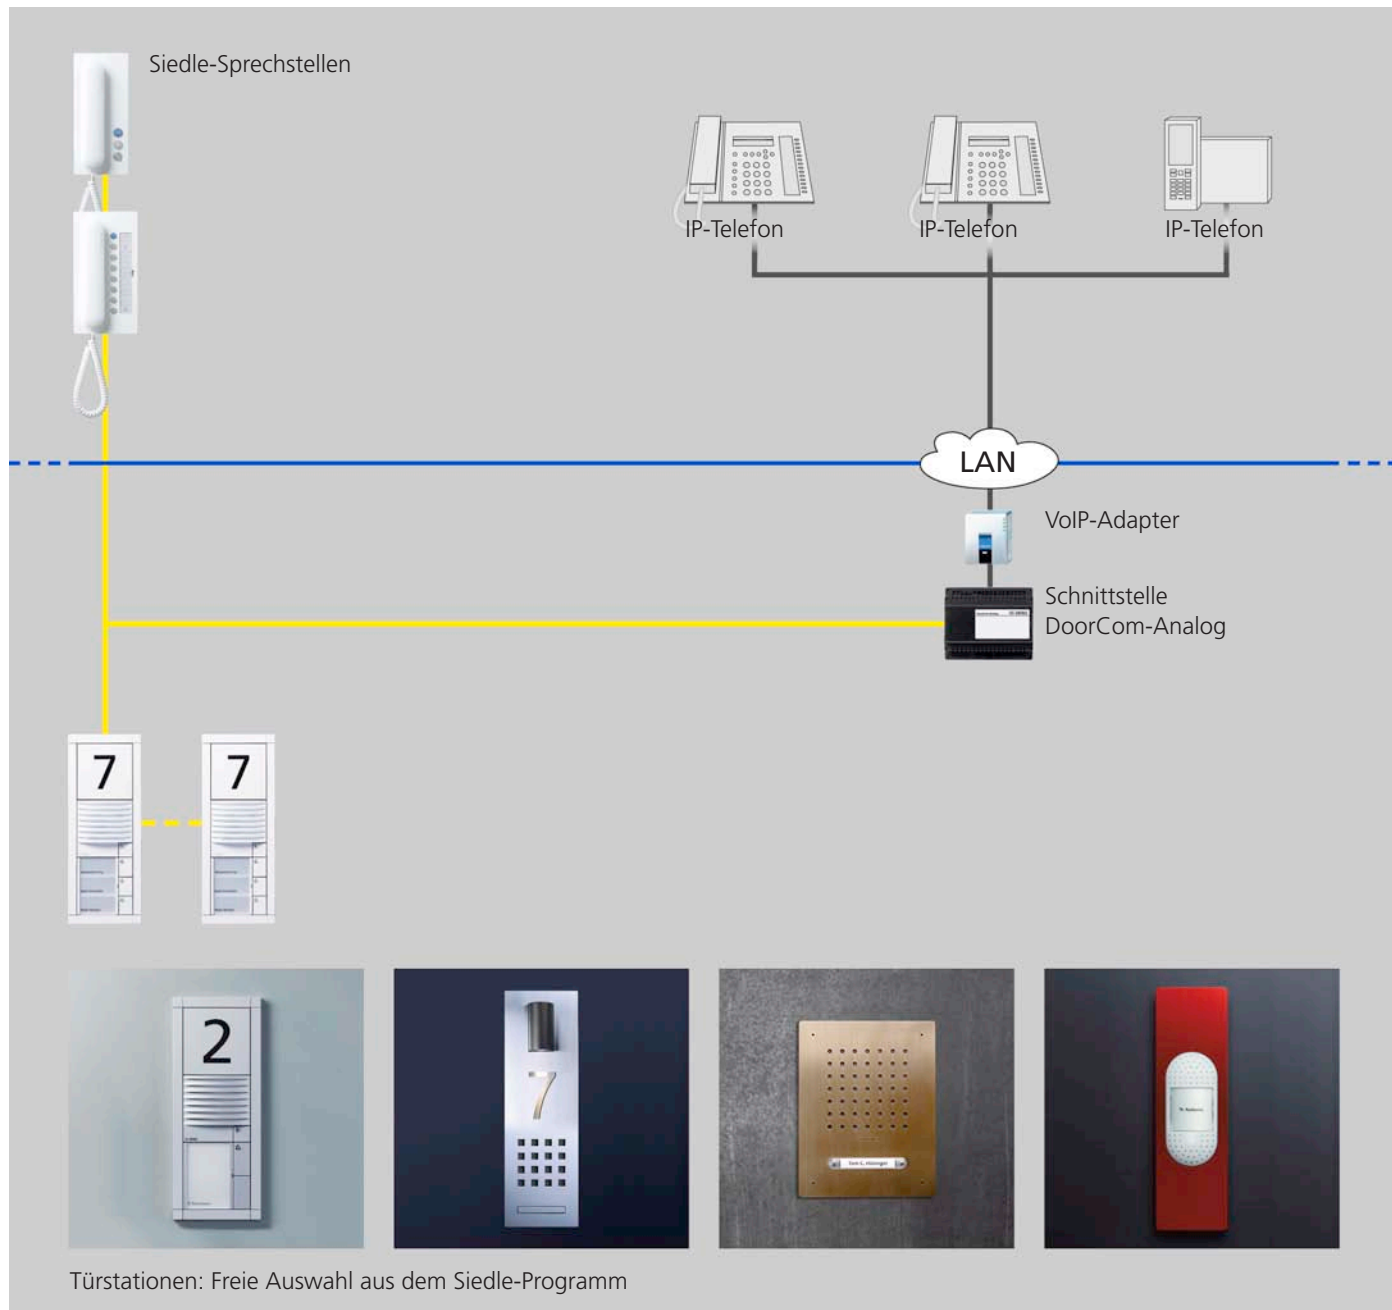 Siedle-Sprechstellen
IP-Telefon
IP-Telefon
IP-Telefon
LAN
VoIP-Adapter
Schnittstelle
DoorCom-Analog
7
7
2
7
Türstationen: Freie Auswahl aus dem Siedle-Programm